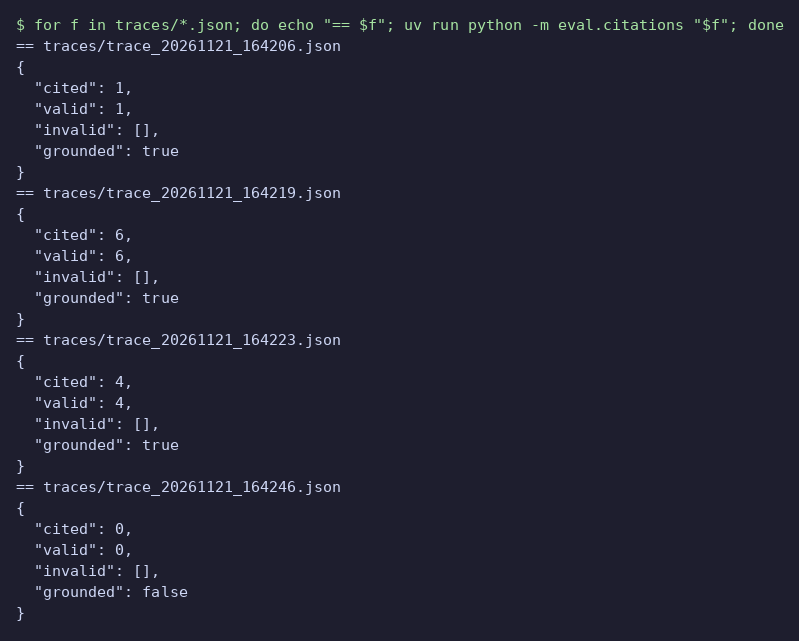 $ for f in traces/*.json; do echo "== $f"; uv run python -m eval.citations "$f"; done
== traces/trace_20261121_164206.json
{
  "cited": 1,
  "valid": 1,
  "invalid": [],
  "grounded": true
}
== traces/trace_20261121_164219.json
{
  "cited": 6,
  "valid": 6,
  "invalid": [],
  "grounded": true
}
== traces/trace_20261121_164223.json
{
  "cited": 4,
  "valid": 4,
  "invalid": [],
  "grounded": true
}
== traces/trace_20261121_164246.json
{
  "cited": 0,
  "valid": 0,
  "invalid": [],
  "grounded": false
}